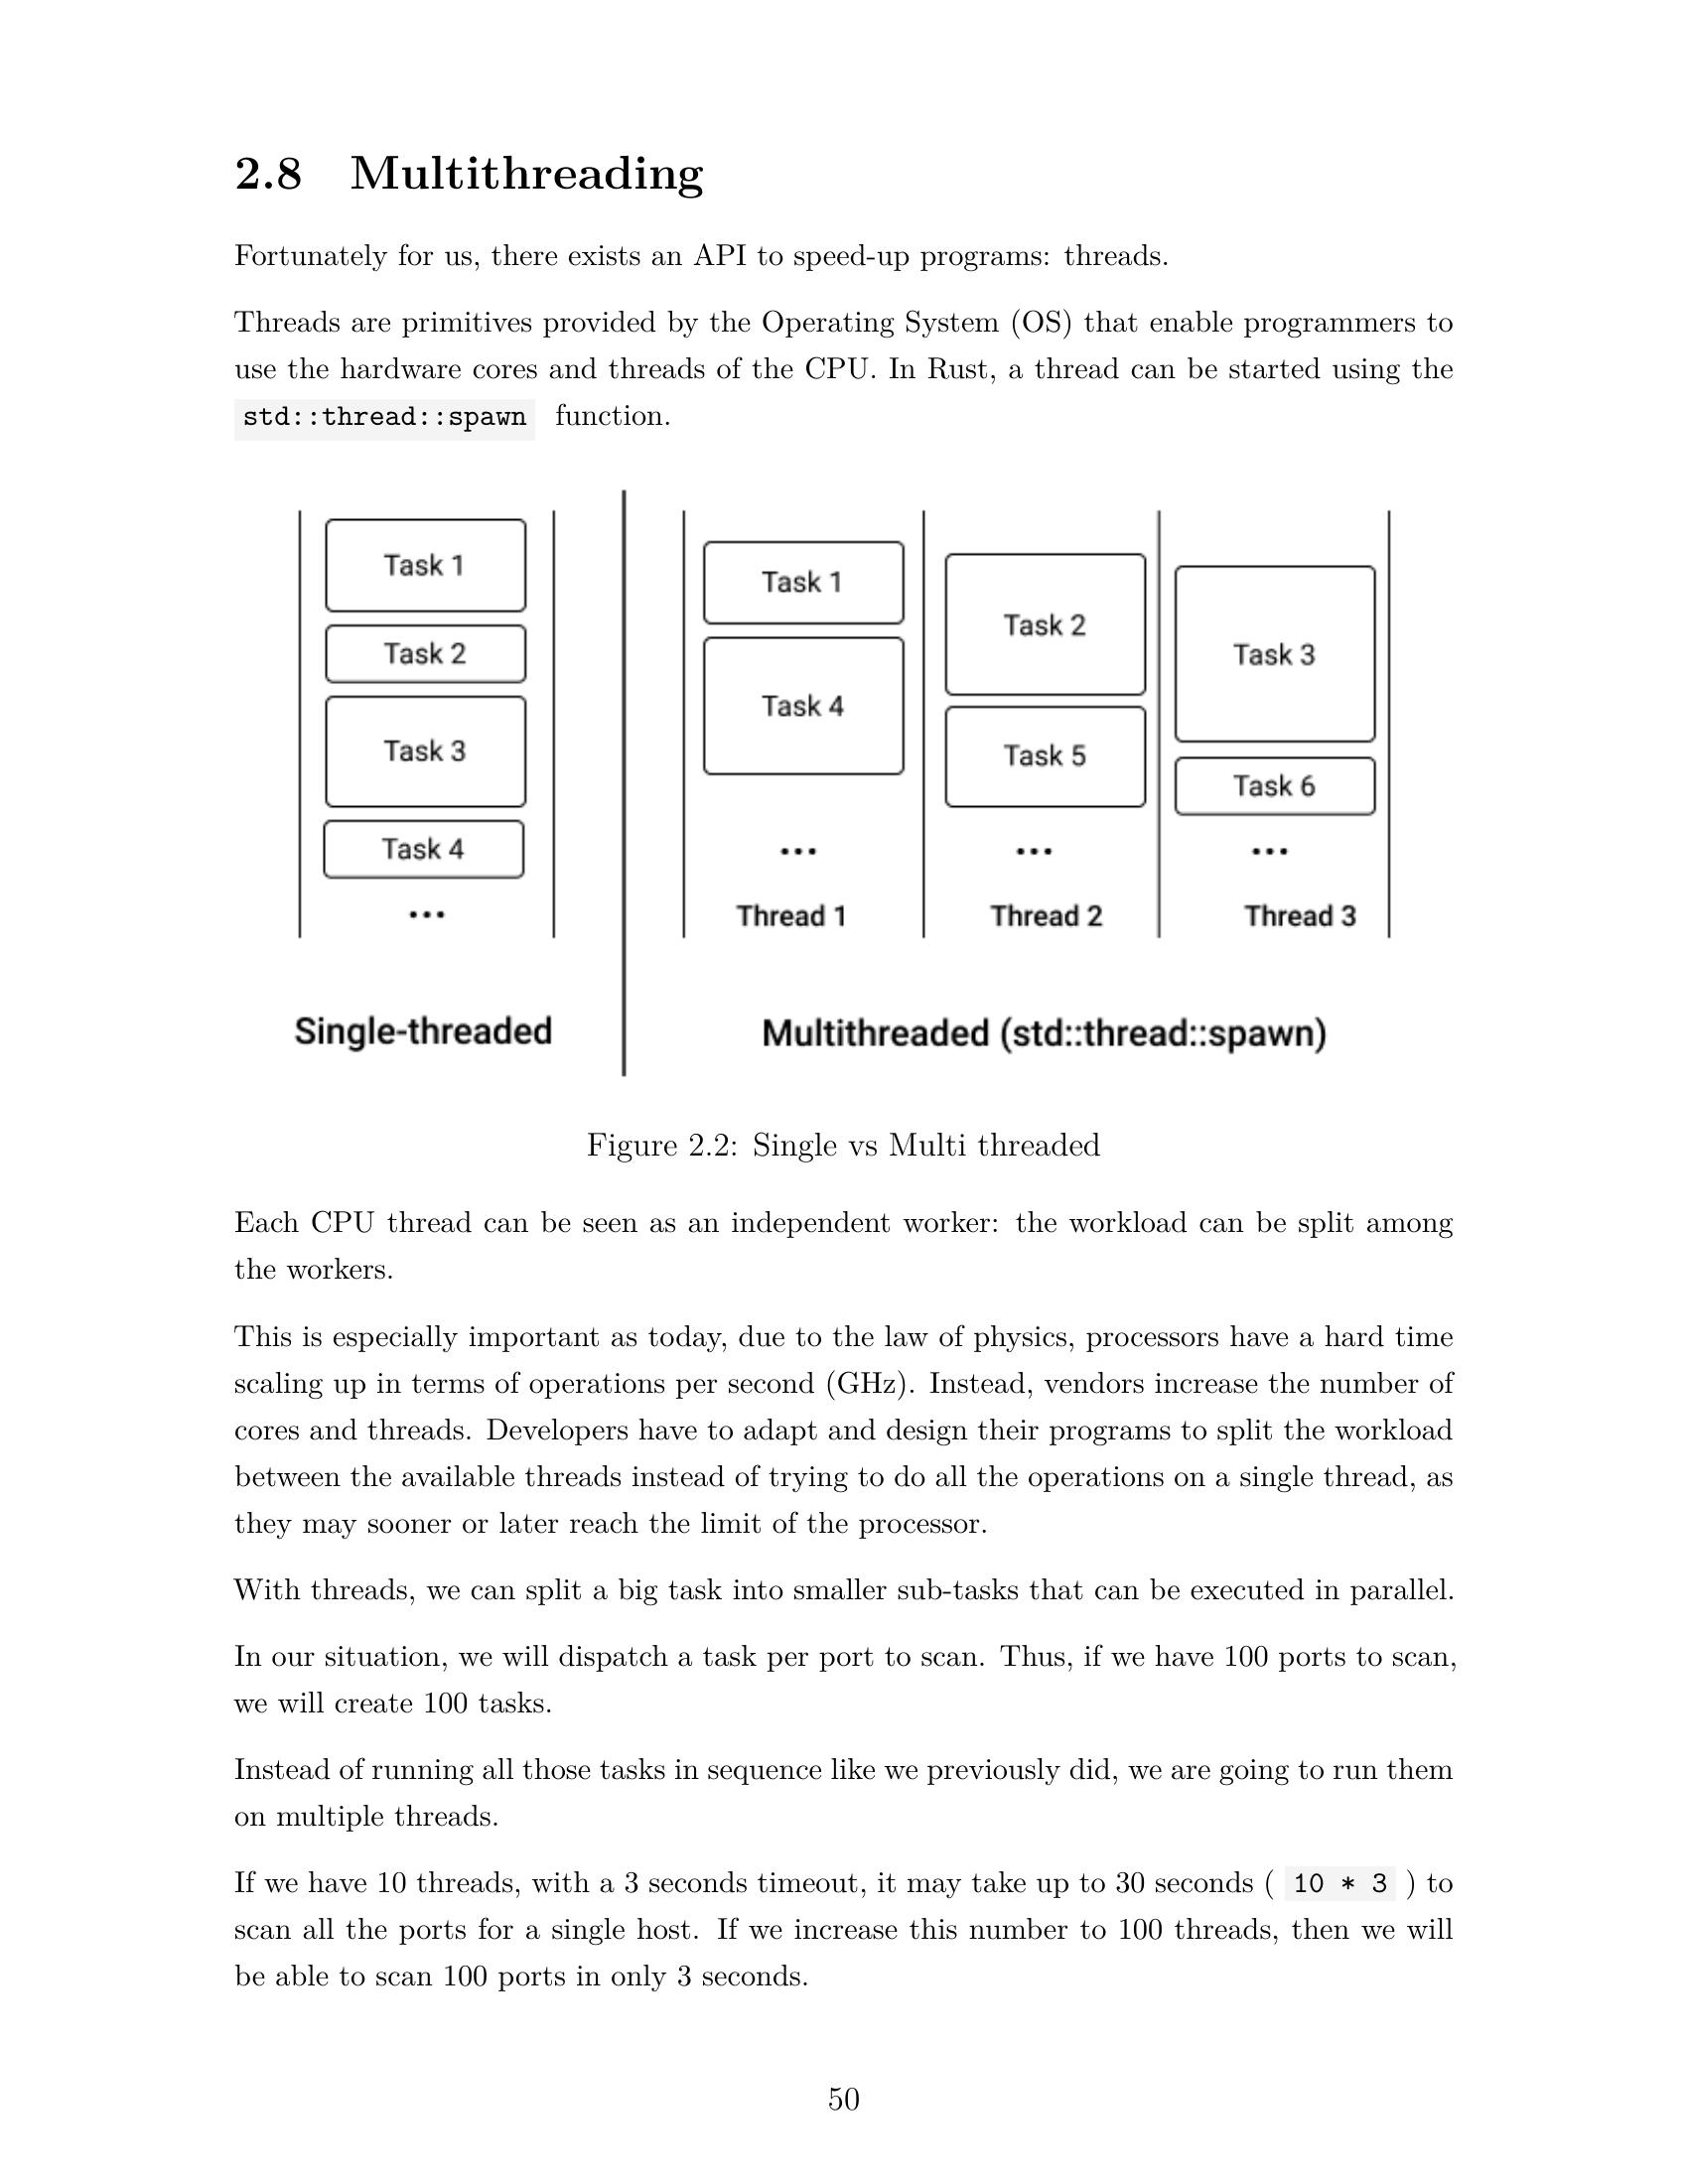 2.8 Multithreading
Fortunately for us, there exists an API to speed-up programs: threads.
Threads are primitives provided by the Operating System (OS) that enable programmers to
use the hardware cores and threads of the CPU. In Rust, a thread can be started using the
std::thread::spawn function.
Task 1
Task 2
Task 3
Task 4
...
Single-threaded
Task 1
Task 4
...
Thread 1
Task 2
Task 5
...
Thread 2
Task 3
Task 6
...
Thread 3
Multithreaded (std::thread::spawn)
Figure 2.2: Single vs Multi threaded
Each CPU thread can be seen as an independent worker: the workload can be split among
the workers.
This is especially important as today, due to the law of physics, processors have a hard time
scaling up in terms of operations per second (GHz). Instead, vendors increase the number of
cores and threads. Developers have to adapt and design their programs to split the workload
between the available threads instead of trying to do all the operations on a single thread, as
they may sooner or later reach the limit of the processor.
With threads, we can split a big task into smaller sub-tasks that can be executed in parallel.
In our situation, we will dispatch a task per port to scan. Thus, if we have 100 ports to scan,
we will create 100 tasks.
Instead of running all those tasks in sequence like we previously did, we are going to run them
on multiple threads.
If we have 10 threads, with a 3 seconds timeout, it may take up to 30 seconds ( 10 * 3 ) to
scan all the ports for a single host. If we increase this number to 100 threads, then we will
be able to scan 100 ports in only 3 seconds.
50